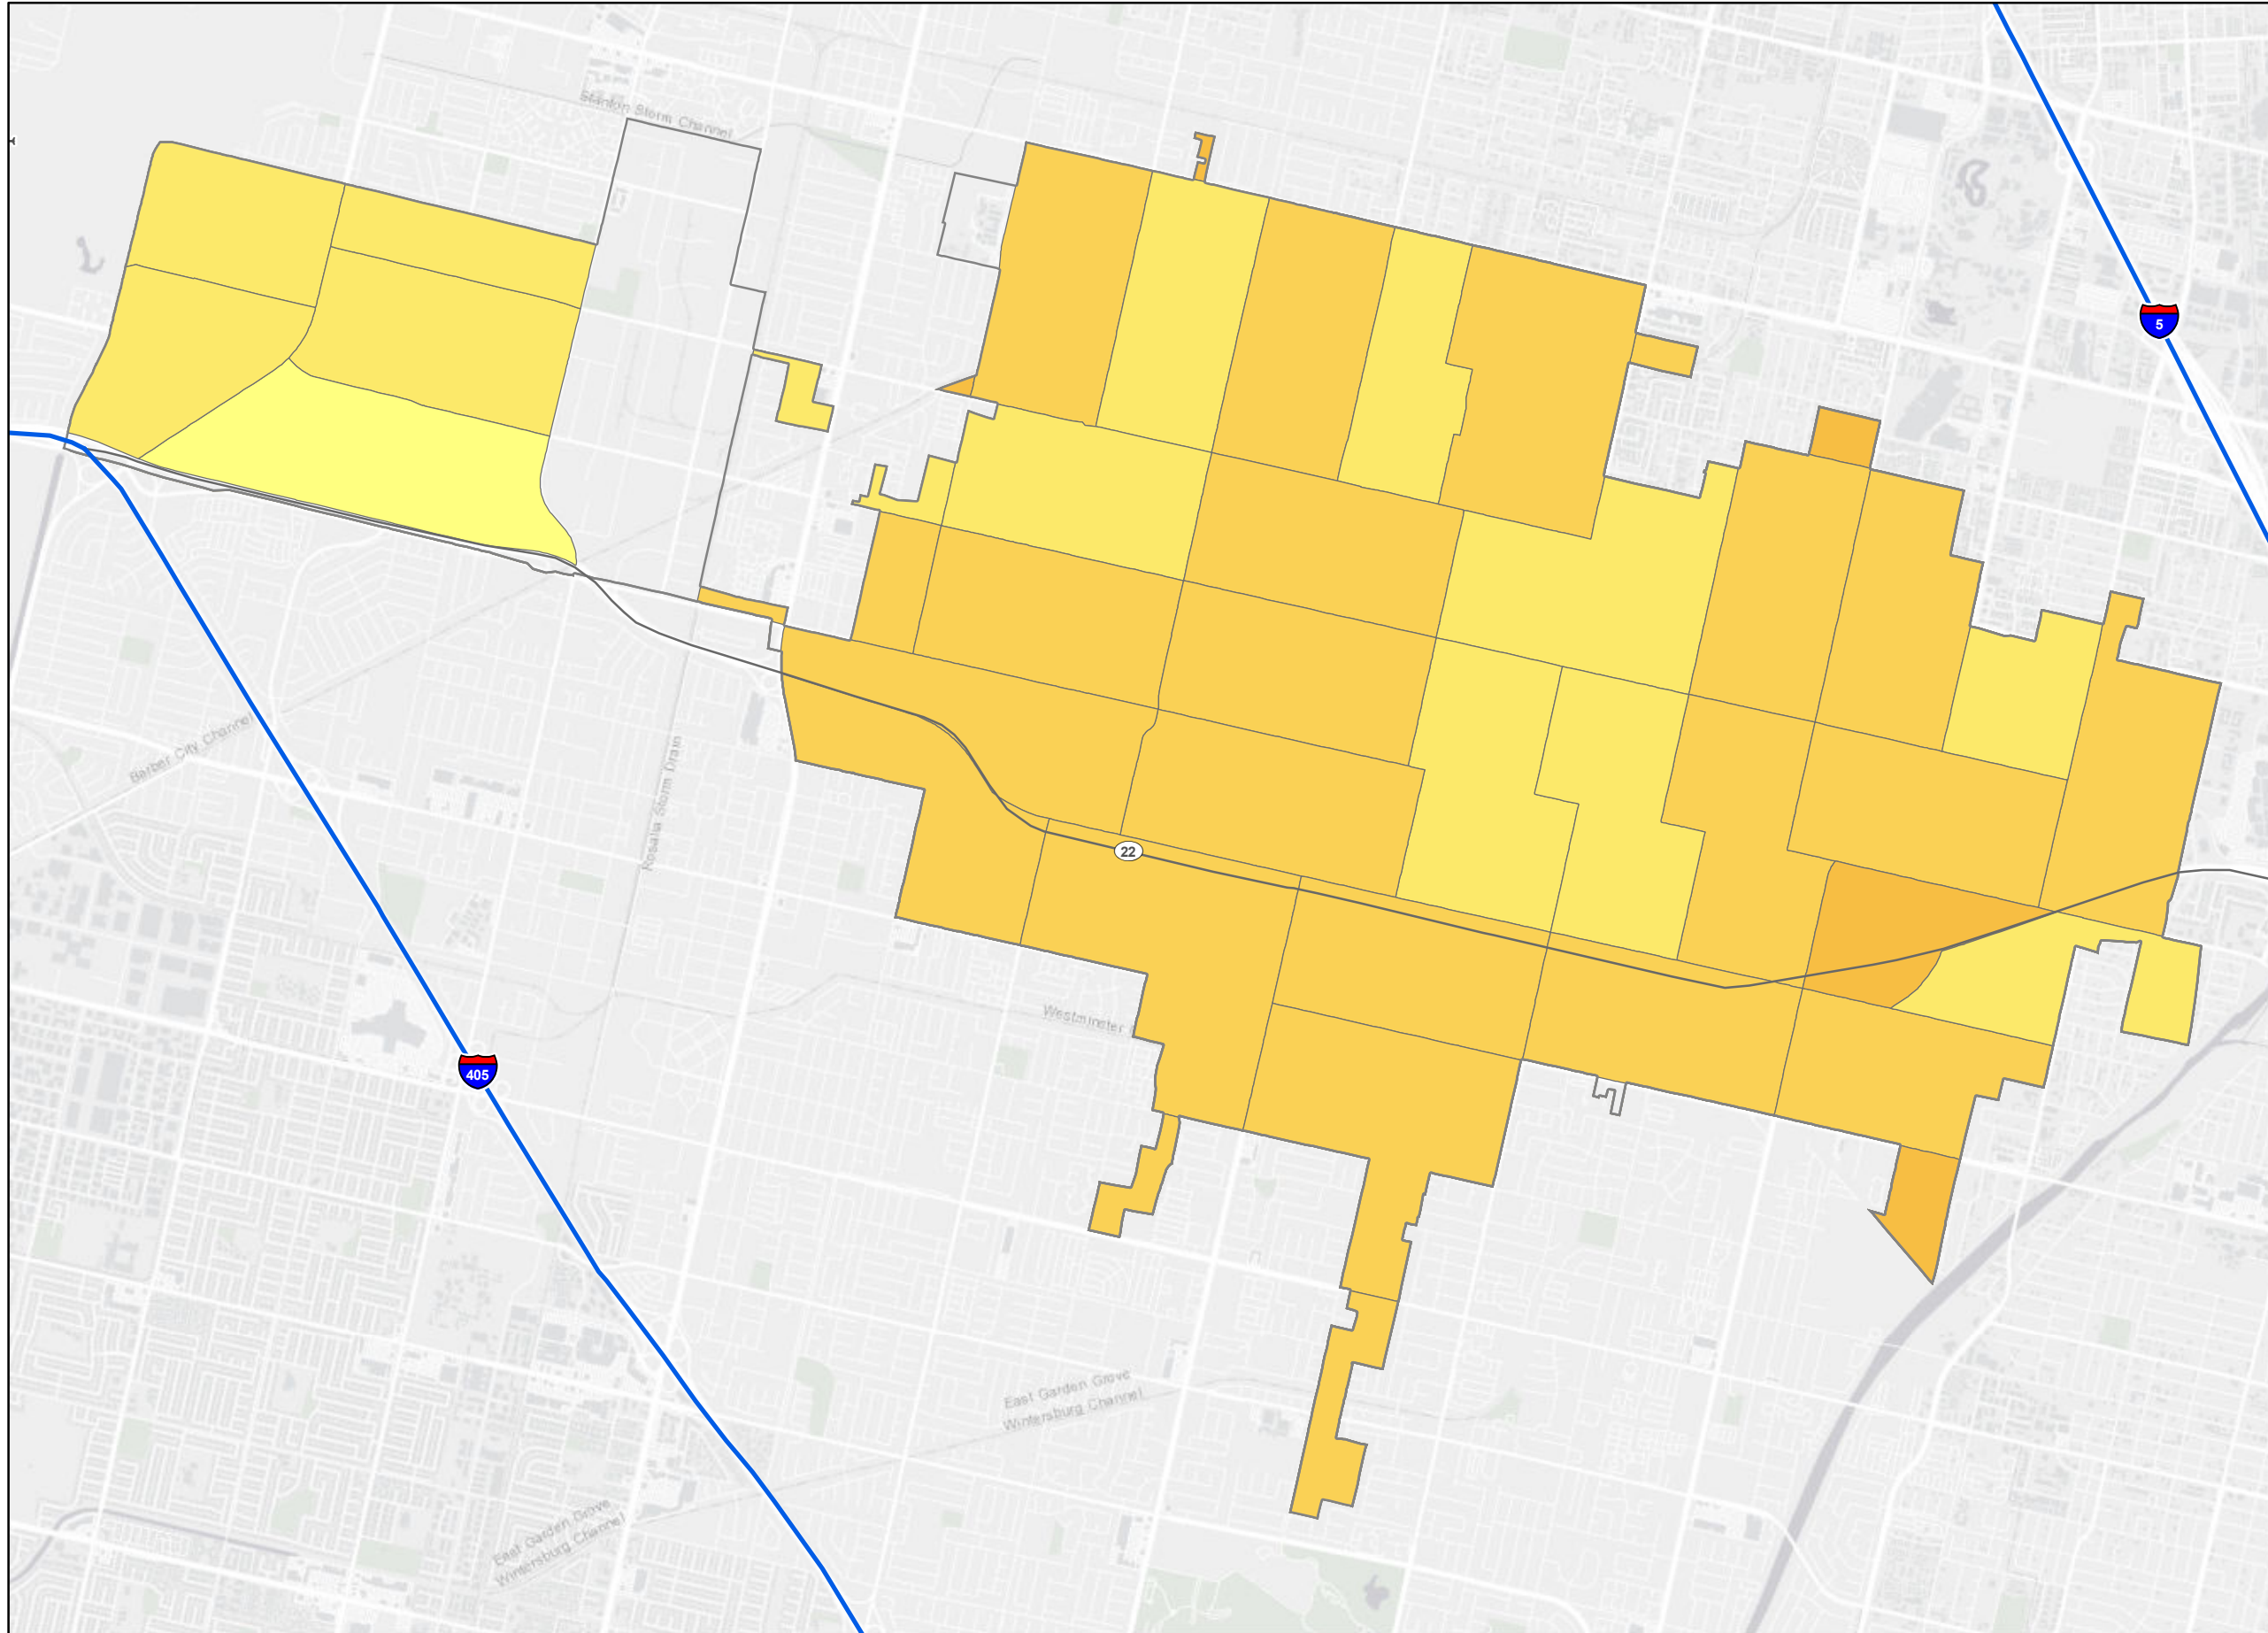 Stanton Storm Channel
5
Barber City Channel
Rosalia Storm Drain
22
Westminster
405
East Garden Grove
Wintersburg Channel
East Garden Grove
Wintersburg Channel